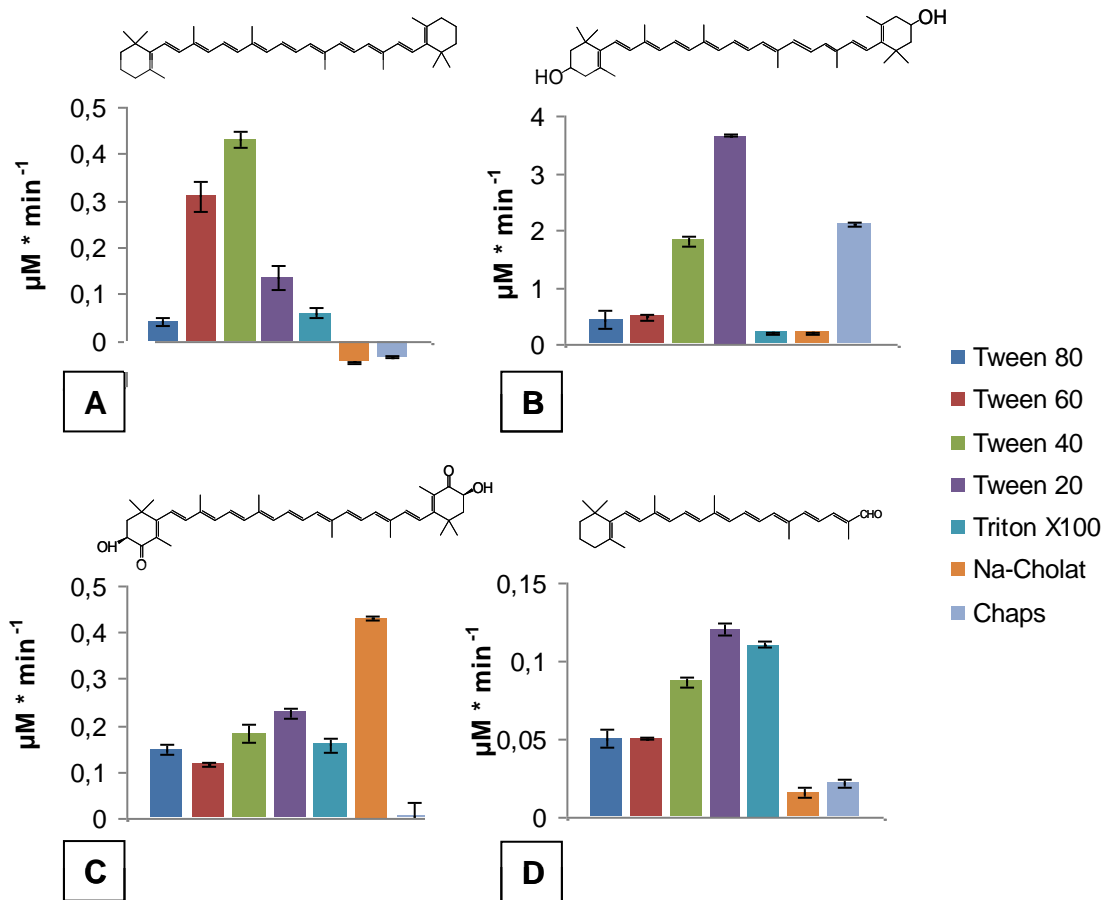 OH
HO
0,5
0,4
0,3
0,2
0,1
0
µM * min-1
A
4
3
2
1
0
µM * min-1
B
Tween 80
Tween 60
Tween 40
Tween 20
Triton X100
Na-Cholat
Chaps
O
OH
OH
O
CHO
0,5
0,4
0,3
0,2
0,1
0
µM * min-1
C
0,15
0,1
0,05
0
µM * min-1
D